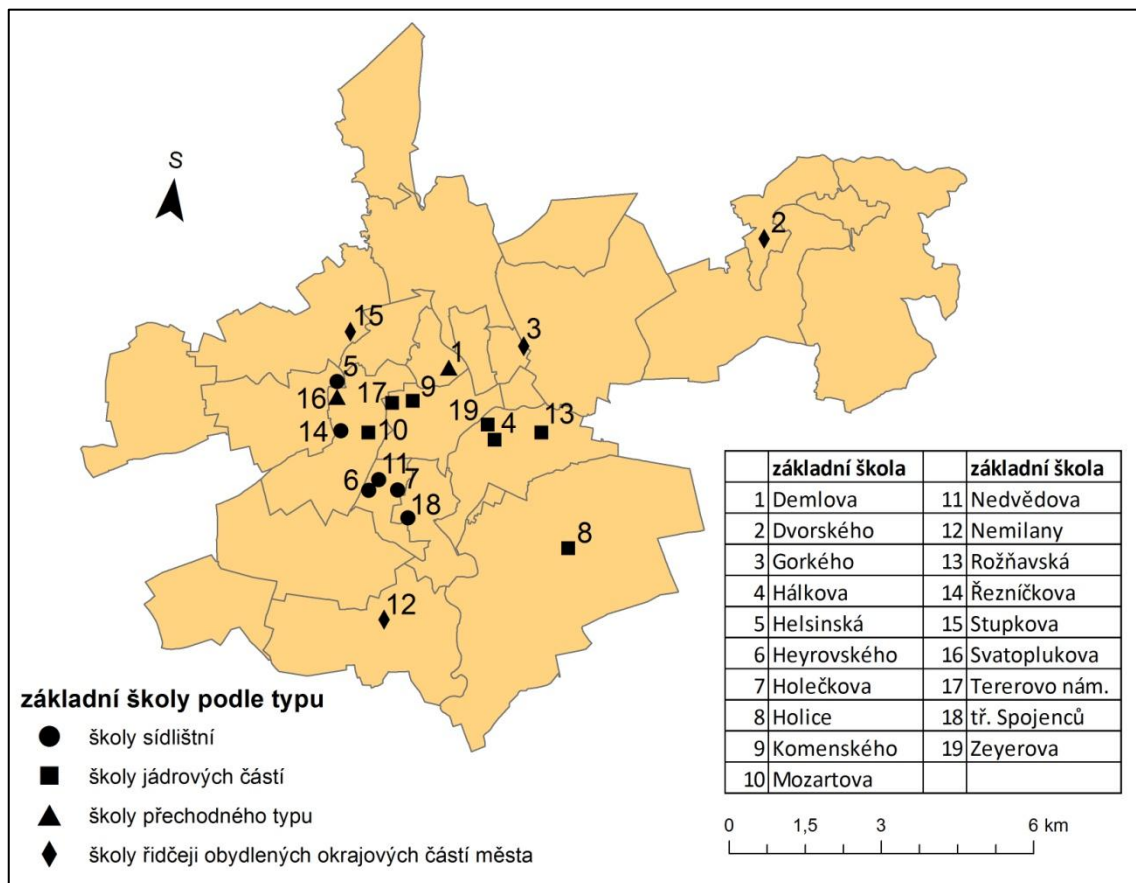 S
2
15
3
1
5
9
17
16
19
13
4
14
10
11
6
7
18
8
12
základní škola základní škola
1 Demlova 11 Nedvědova
2 Dvorského 12 Nemilany
3 Gorkého 13 Rožňavská
4 Hálkova 14 Řezníčkova
5 Helsinská 15 Stupkova
6 Heyrovského 16 Svatoplukova
7 Holečkova 17 Tererovo nám.
8 Holice 18 tř. Spojenců
9 Komenského 19 Zeyerova
10 Mozartova
základní školy podle typu
školy sídlištní
školy jádrových částí
školy přechodného typu
školy řidčeji obydlených okrajových částí města
0 1,5 3 6 km